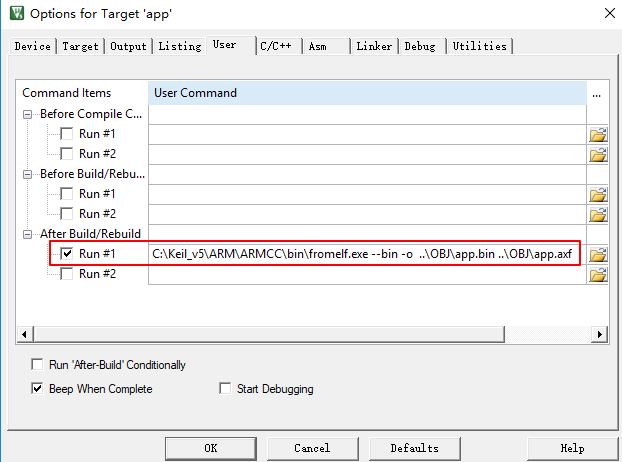 Options for Target 'app'
Device Target Output Listing User C/C++ Asm Linker Debug Utilities
Command Items User Command ...
Before Compile C...
Run #1
Run #2
Before Build/Rebu...
Run #1
Run #2
After Build/Rebuild
Run #1 C:\Keil_v5\ARM\ARMCC\bin\fromelf.exe --bin -o ..\OBJ\app.bin ..\OBJ\app.axf
Run #2
Run 'After-Build' Conditionally
Beep When Complete Start Debugging
OK Cancel Defaults Help